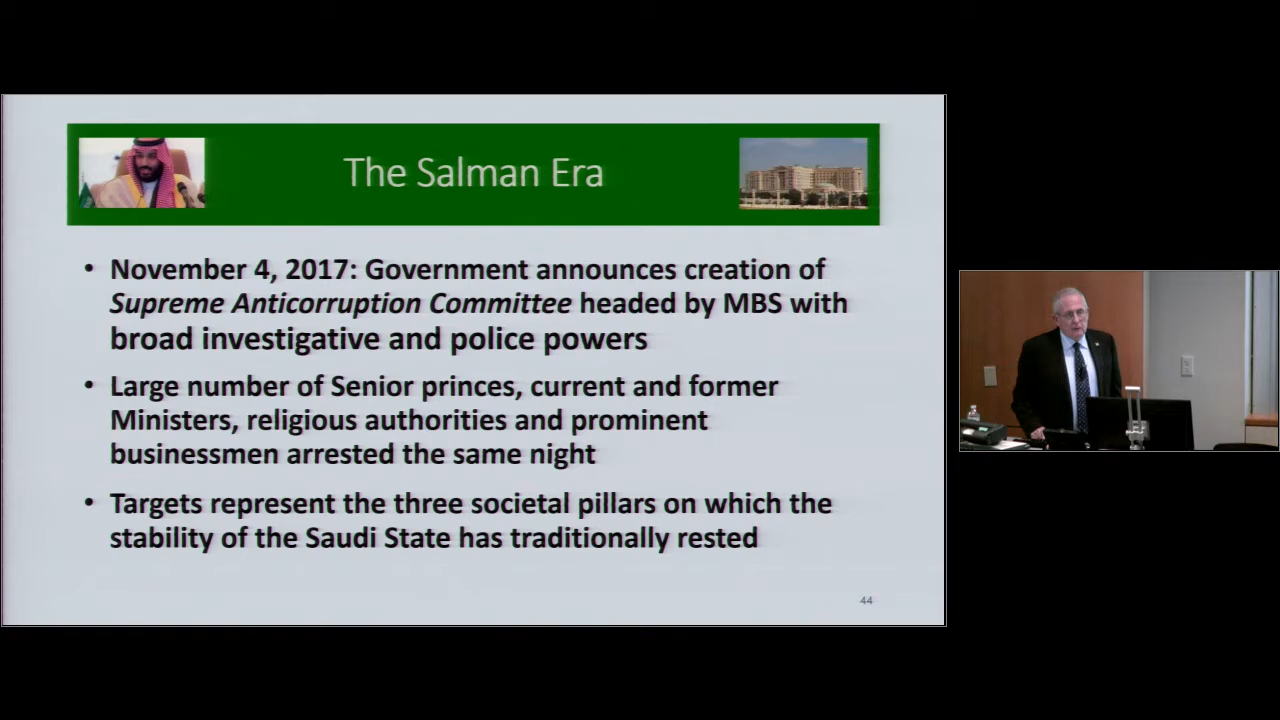 The Salman Era
• November 4, 2017: Government announces creation of
Supreme Anticorruption Committee headed by MBS with
broad investigative and police powers
• Large number of Senior princes, current and former
Ministers, religious authorities and prominent
businessmen arrested the same night
• Targets represent the three societal pillars on which the
stability of the Saudi State has traditionally rested
44